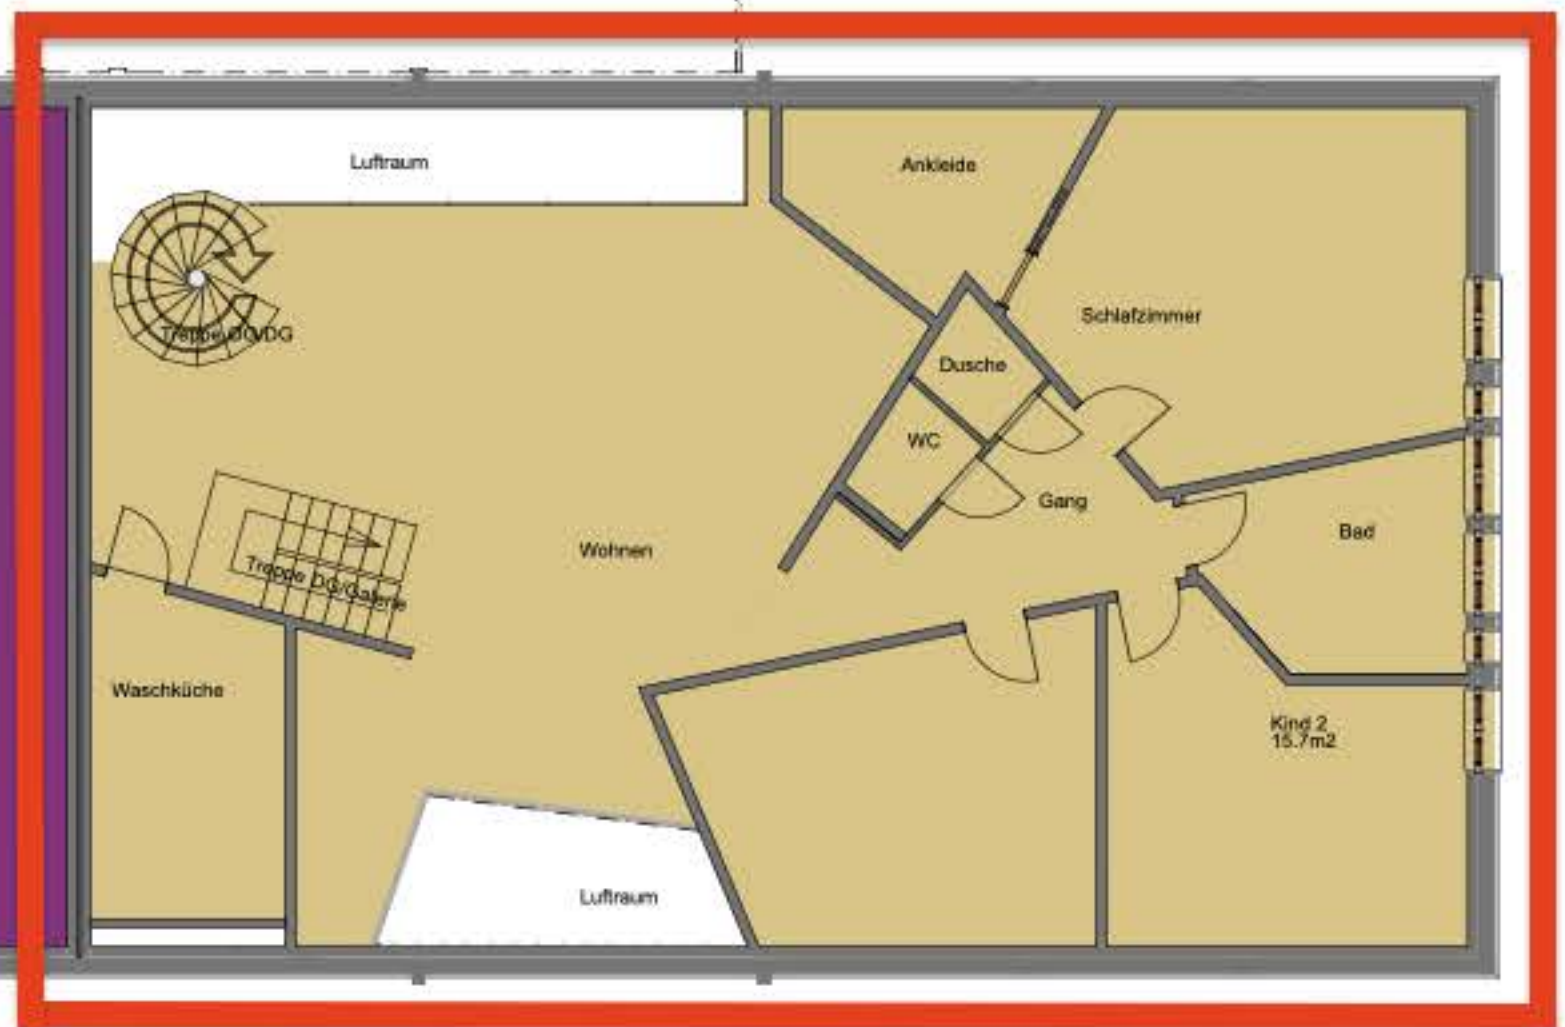 Luftraum
Ankleide
Schlafzimmer
Treppe OG/DG
Dusche
WC
Gang
Bad
Wohnen
Treppe DG/Galerie
Waschküche
Kind 2
15.7m2
Luftraum